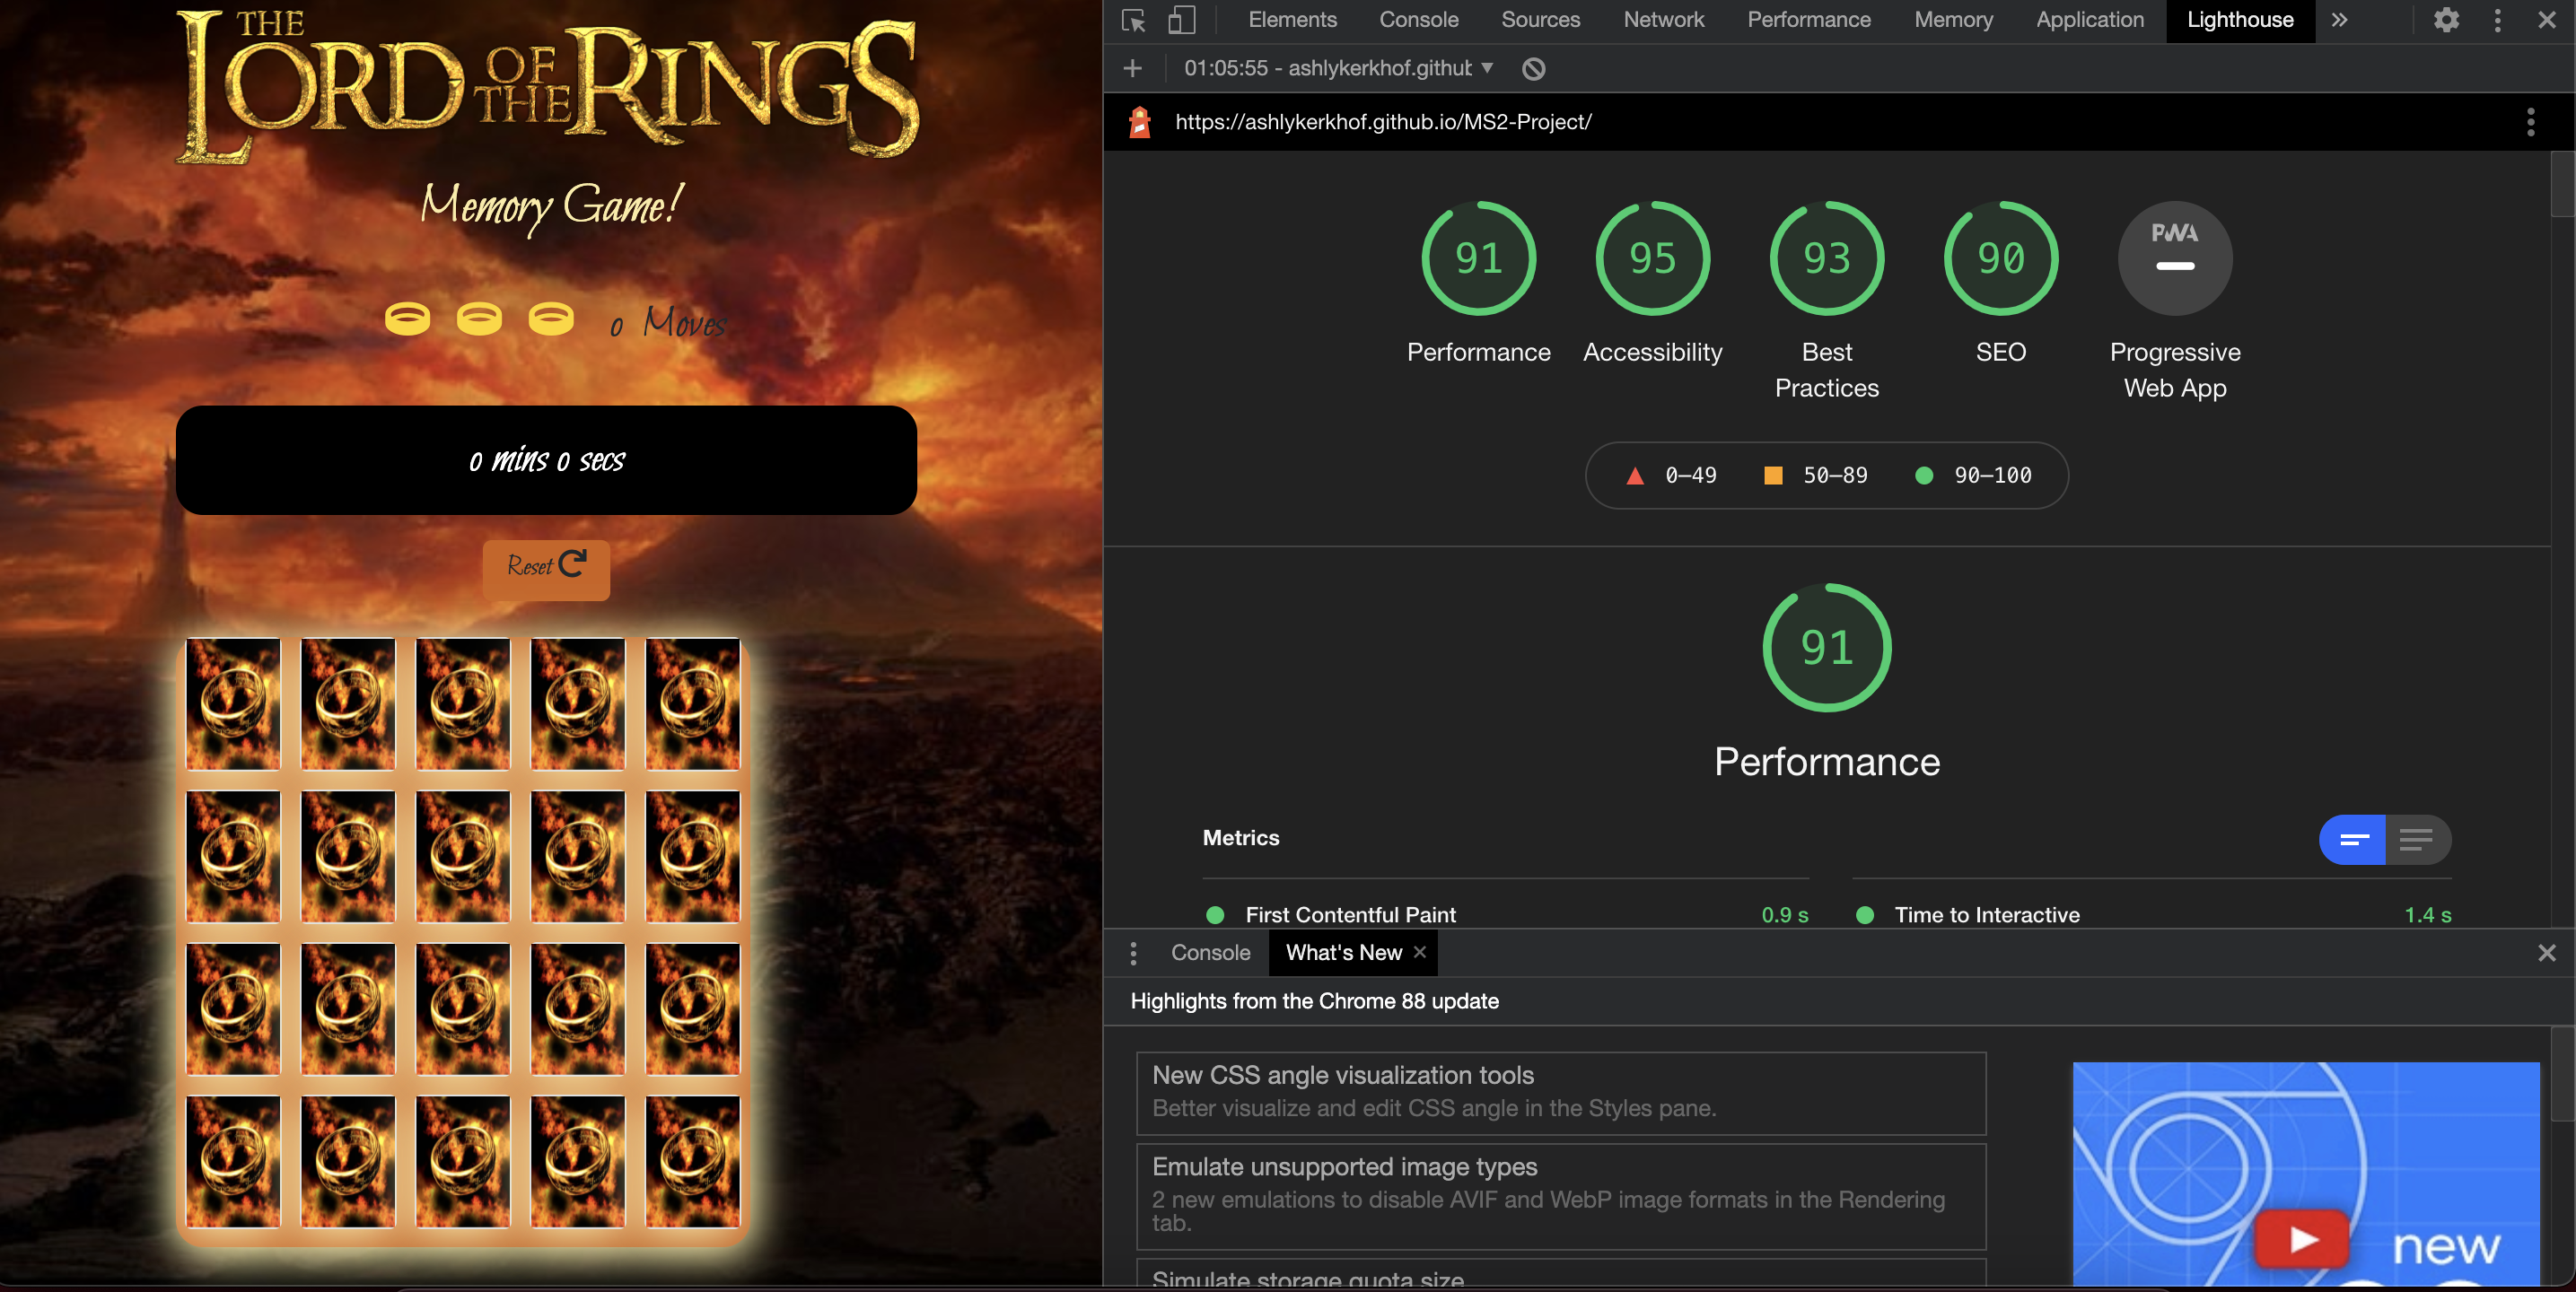 THE
LORD OF THE RINGS
Memory Game!
0 Moves
0 mins 0 secs
Reset
Elements Console Sources Network Performance Memory Application Lighthouse
01:05:55 - ashlykerkhof.github
https://ashlykerkhof.github.io/MS2-Project/
91 95 93 90 PWA
Performance Accessibility Best Practices SEO Progressive Web App
0–49 50–89 90–100
91
Performance
Metrics
First Contentful Paint 0.9 s Time to Interactive 1.4 s
Console What's New
Highlights from the Chrome 88 update
New CSS angle visualization tools
Better visualize and edit CSS angle in the Styles pane.
Emulate unsupported image types
2 new emulations to disable AVIF and WebP image formats in the Rendering
tab.
Simulate storage quota size
new